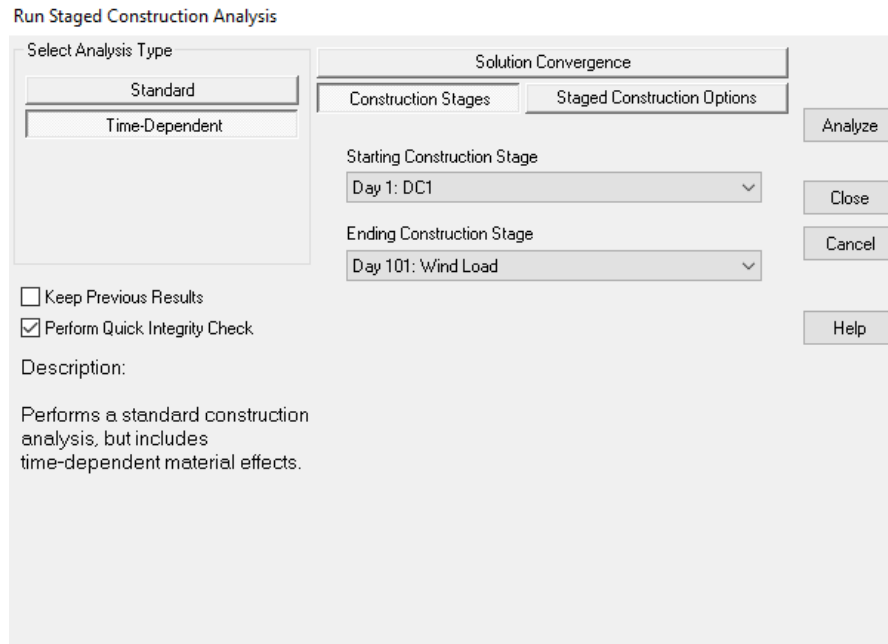 Run Staged Construction Analysis
Select Analysis Type
Standard
Time-Dependent
Keep Previous Results
Perform Quick Integrity Check
Description:
Performs a standard construction
analysis, but includes
time-dependent material effects.
Solution Convergence
Construction Stages
Staged Construction Options
Starting Construction Stage
Day 1: DC1
Ending Construction Stage
Day 101: Wind Load
Analyze
Close
Cancel
Help